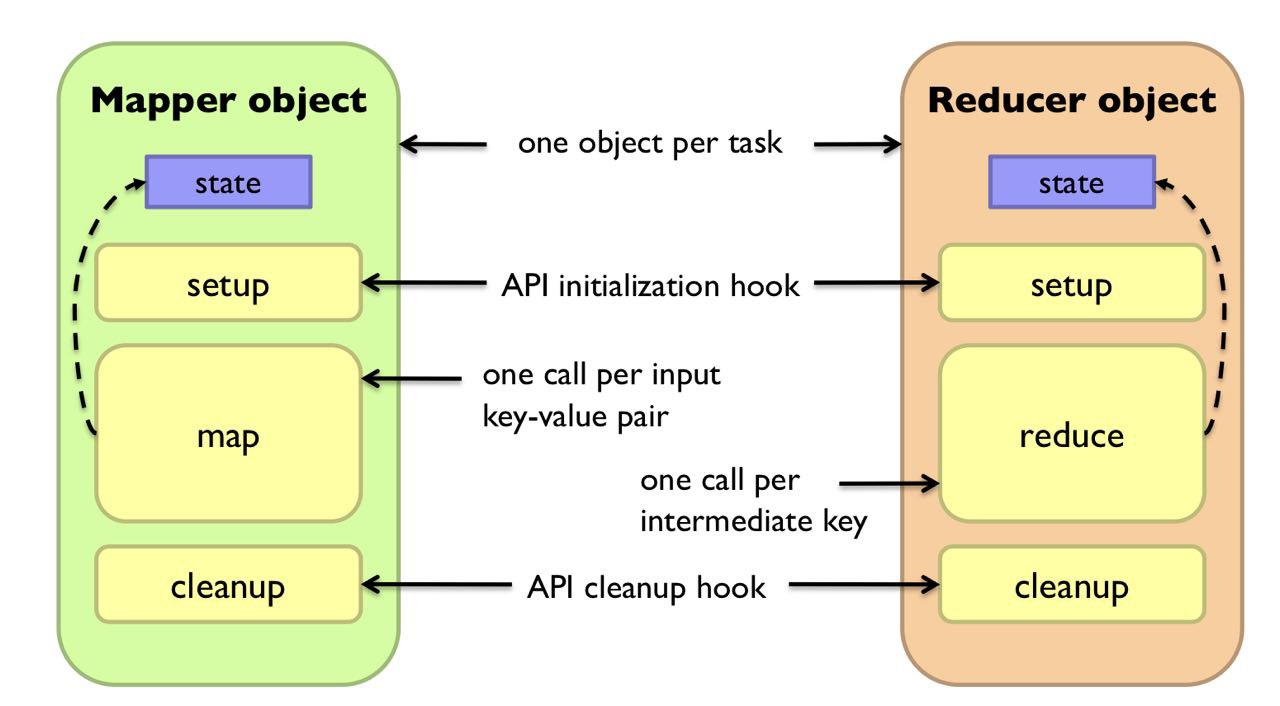 Mapper object
Reducer object
one object per task
state
state
setup
API initialization hook
setup
one call per input
key-value pair
map
reduce
one call per
intermediate key
cleanup
API cleanup hook
cleanup